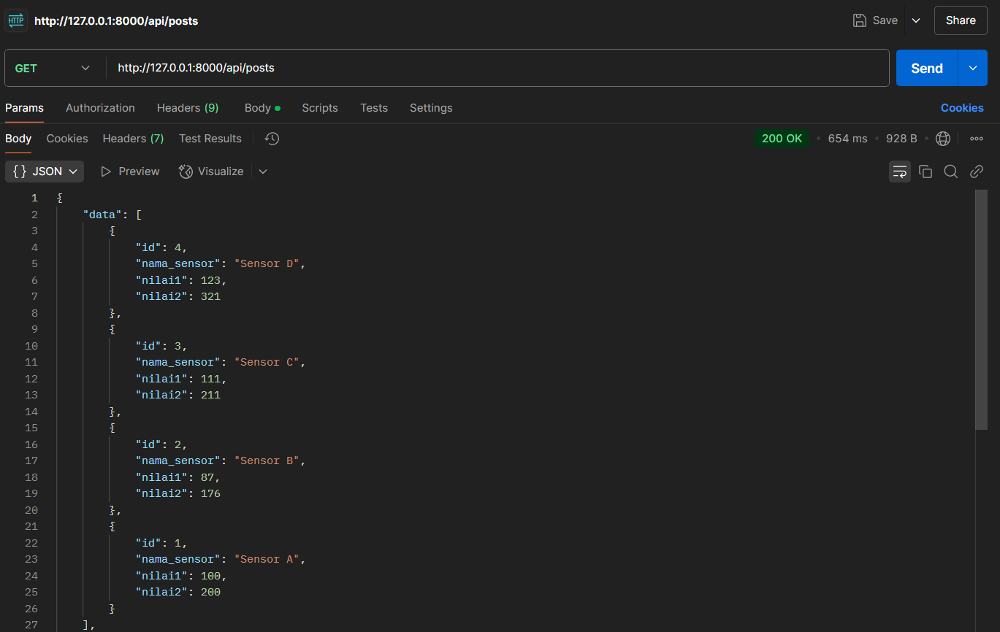 HTTP http://127.0.0.1:8000/api/posts Save Share
GET http://127.0.0.1:8000/api/posts Send
Params Authorization Headers (9) Body Scripts Tests Settings Cookies
Body Cookies Headers (7) Test Results 200 OK • 654 ms • 928 B •
{} JSON Preview Visualize
1 {
2 "data": [
3 {
4 "id": 4,
5 "nama_sensor": "Sensor D",
6 "nilai1": 123,
7 "nilai2": 321
8 },
9 {
10 "id": 3,
11 "nama_sensor": "Sensor C",
12 "nilai1": 111,
13 "nilai2": 211
14 },
15 {
16 "id": 2,
17 "nama_sensor": "Sensor B",
18 "nilai1": 87,
19 "nilai2": 176
20 },
21 {
22 "id": 1,
23 "nama_sensor": "Sensor A",
24 "nilai1": 100,
25 "nilai2": 200
26 }
27 ],